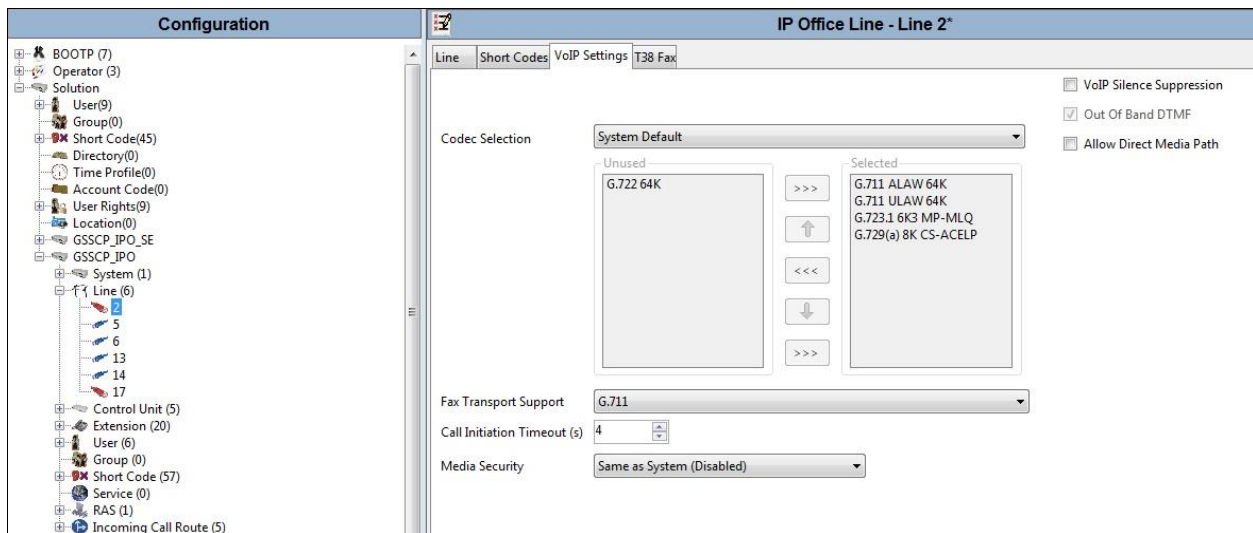 Configuration
BOOTP (7)
Operator (3)
Solution
User(9)
Group(0)
Short Code(45)
Directory(0)
Time Profile(0)
Account Code(0)
User Rights(9)
Location(0)
GSSCP_IPO_SE
GSSCP_IPO
System (1)
Line (6)
2
5
6
13
14
17
Control Unit (5)
Extension (20)
User (6)
Group (0)
Short Code (57)
Service (0)
RAS (1)
Incoming Call Route (5)
IP Office Line - Line 2*
Line Short Codes VoIP Settings T38 Fax
VoIP Silence Suppression
Out Of Band DTMF
Allow Direct Media Path
Codec Selection System Default
Unused
G.722 64K
>>>
<<<
>>>
Selected
G.711 ALAW 64K
G.711 ULAW 64K
G.723.1 6K3 MP-MLQ
G.729(a) 8K CS-ACELP
Fax Transport Support G.711
Call Initiation Timeout (s) 4
Media Security Same as System (Disabled)